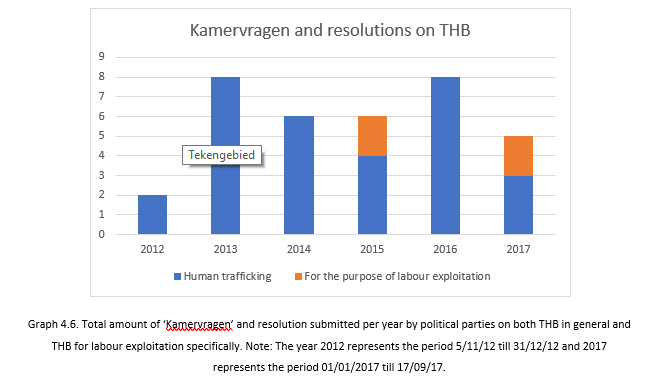 Kamervragen and resolutions on THB
9
8
7
6
5
4
3
2
1
0
Tekengebied
2012 2013 2014 2015 2016 2017
Human trafficking For the purpose of labour exploitation
Graph 4.6. Total amount of ‘Kamervragen’ and resolution submitted per year by political parties on both THB in general and
THB for labour exploitation specifically. Note: The year 2012 represents the period 5/11/12 till 31/12/12 and 2017
represents the period 01/01/2017 till 17/09/17.